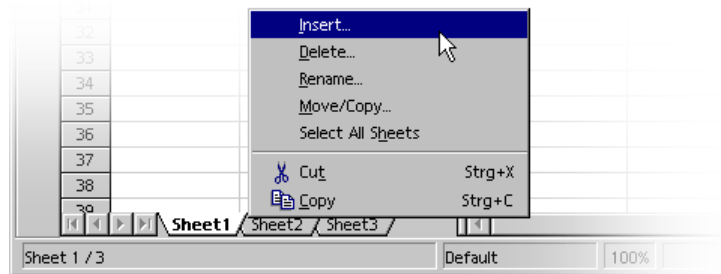 32
Insert...
33
Delete...
34
Rename...
35
Move/Copy...
36
Select All Sheets
37
Cut Strg+X
38
Copy Strg+C
39
Sheet1 Sheet2 Sheet3
Sheet 1 / 3 Default 100%